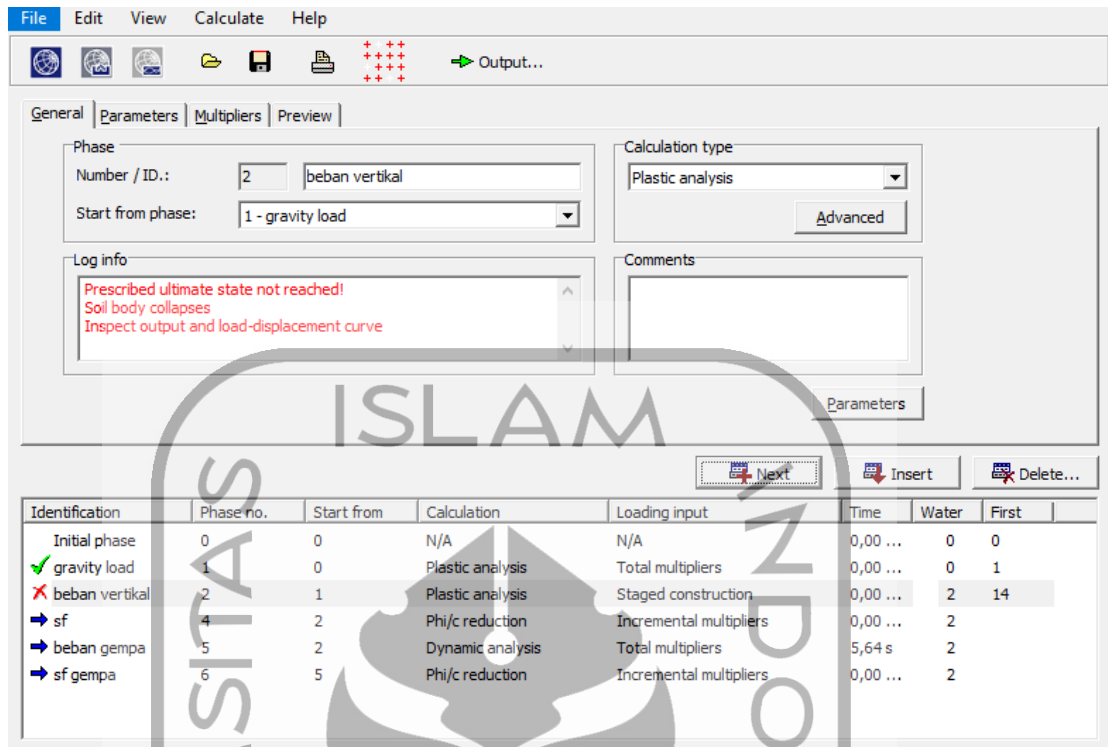 File Edit View Calculate Help
Output...
General Parameters Multipliers Preview
Phase
Number / ID.: 2 beban vertikal
Start from phase: 1 - gravity load
Calculation type
Plastic analysis
Advanced
Log info
Prescribed ultimate state not reached!
Soil body collapses
Inspect output and load-displacement curve
Comments
Parameters
ISLAM
SITAS
INDO
Next Insert Delete...
Identification Phase no. Start from Calculation Loading input Time Water First
Initial phase 0 0 N/A N/A 0,00 ... 0 0
gravity load 1 0 Plastic analysis Total multipliers 0,00 ... 0 1
beban vertikal 2 1 Plastic analysis Staged construction 0,00 ... 2 14
sf 4 2 Phi/c reduction Incremental multipliers 0,00 ... 2
beban gempa 5 2 Dynamic analysis Total multipliers 5,64 s 2
sf gempa 6 5 Phi/c reduction Incremental multipliers 0,00 ... 2